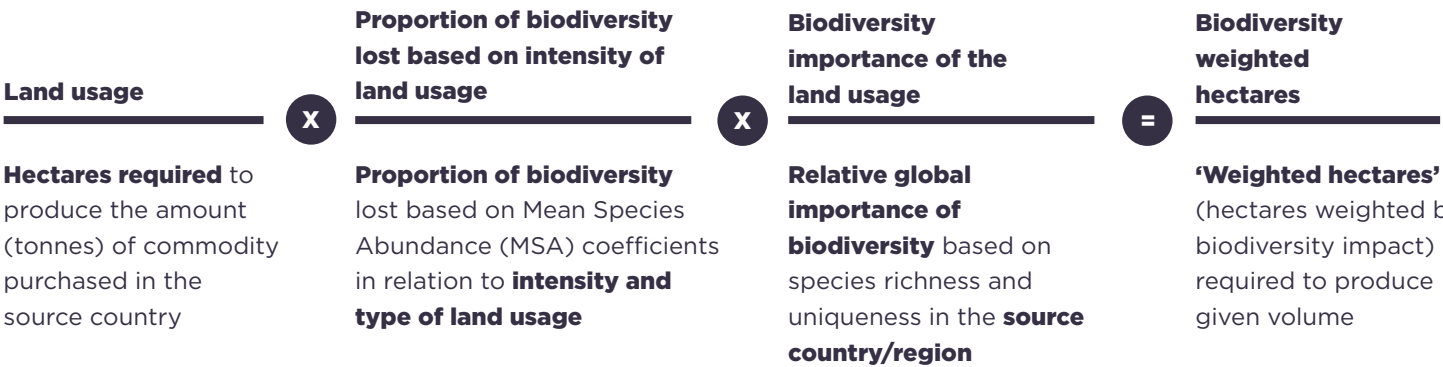 Land usage
X
Proportion of biodiversity
lost based on intensity of
land usage
X
Biodiversity
importance of the
land usage
=
Biodiversity
weighted
hectares
Hectares required to
produce the amount
(tonnes) of commodity
purchased in the
source country
Proportion of biodiversity
lost based on Mean Species
Abundance (MSA) coefficients
in relation to intensity and
type of land usage
Relative global
importance of
biodiversity based on
species richness and
uniqueness in the source
country/region
‘Weighted hectares’
(hectares weighted
biodiversity impact)
required to produce
given volume